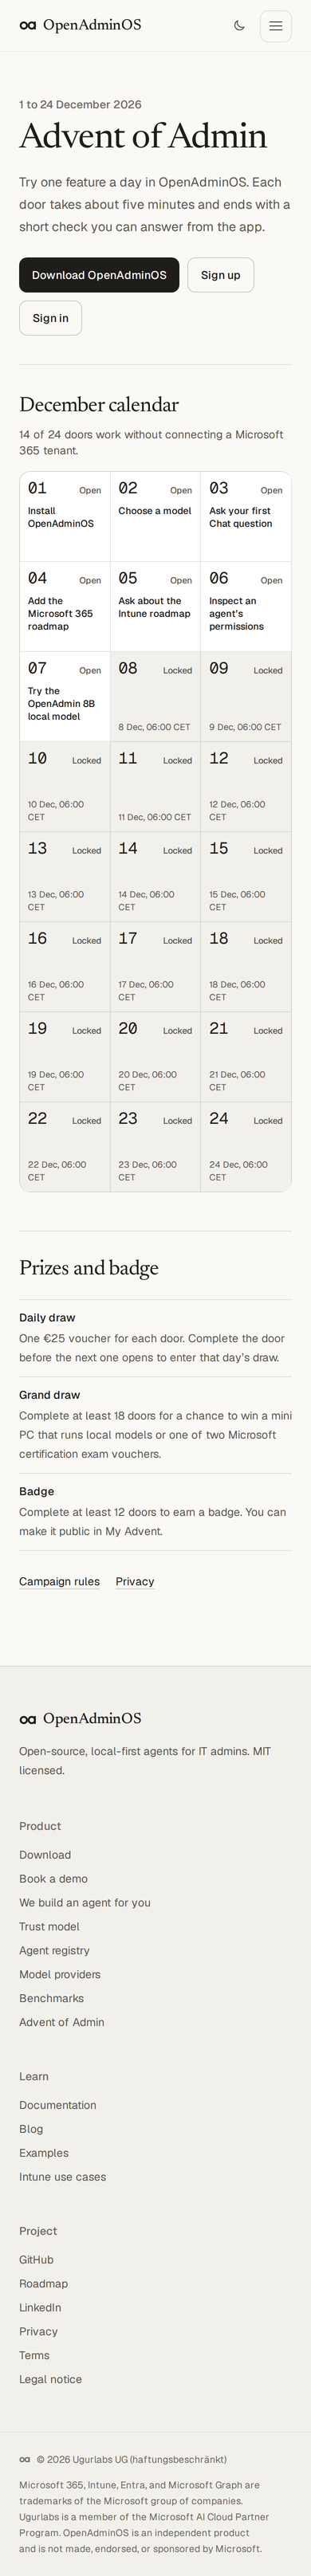 OpenAdminOS
1 to 24 December 2026
Advent of Admin
Try one feature a day in OpenAdminOS. Each
door takes about five minutes and ends with a
short check you can answer from the app.
Download OpenAdminOS
Sign up
Sign in
December calendar
14 of 24 doors work without connecting a Microsoft
365 tenant.
01 Open
Install
OpenAdminOS
02 Open
Choose a model
03 Open
Ask your first
Chat question
04 Open
Add the
Microsoft 365
roadmap
05 Open
Ask about the
Intune roadmap
06 Open
Inspect an
agent's
permissions
07 Open
Try the
OpenAdmin 8B
local model
08 Locked
8 Dec, 06:00 CET
09 Locked
9 Dec, 06:00 CET
10 Locked
10 Dec, 06:00
CET
11 Locked
11 Dec, 06:00 CET
12 Locked
12 Dec, 06:00
CET
13 Locked
13 Dec, 06:00
CET
14 Locked
14 Dec, 06:00
CET
15 Locked
15 Dec, 06:00
CET
16 Locked
16 Dec, 06:00
CET
17 Locked
17 Dec, 06:00
CET
18 Locked
18 Dec, 06:00
CET
19 Locked
19 Dec, 06:00
CET
20 Locked
20 Dec, 06:00
CET
21 Locked
21 Dec, 06:00
CET
22 Locked
22 Dec, 06:00
CET
23 Locked
23 Dec, 06:00
CET
24 Locked
24 Dec, 06:00
CET
Prizes and badge
Daily draw
One €25 voucher for each door. Complete the door
before the next one opens to enter that day's draw.
Grand draw
Complete at least 18 doors for a chance to win a mini
PC that runs local models or one of two Microsoft
certification exam vouchers.
Badge
Complete at least 12 doors to earn a badge. You can
make it public in My Advent.
Campaign rules
Privacy
OpenAdminOS
Open-source, local-first agents for IT admins. MIT
licensed.
Product
Download
Book a demo
We build an agent for you
Trust model
Agent registry
Model providers
Benchmarks
Advent of Admin
Learn
Documentation
Blog
Examples
Intune use cases
Project
GitHub
Roadmap
LinkedIn
Privacy
Terms
Legal notice
© 2026 Ugurlabs UG (haftungsbeschränkt)
Microsoft 365, Intune, Entra, and Microsoft Graph are
trademarks of the Microsoft group of companies.
Ugurlabs is a member of the Microsoft AI Cloud Partner
Program. OpenAdminOS is an independent product
and is not made, endorsed, or sponsored by Microsoft.